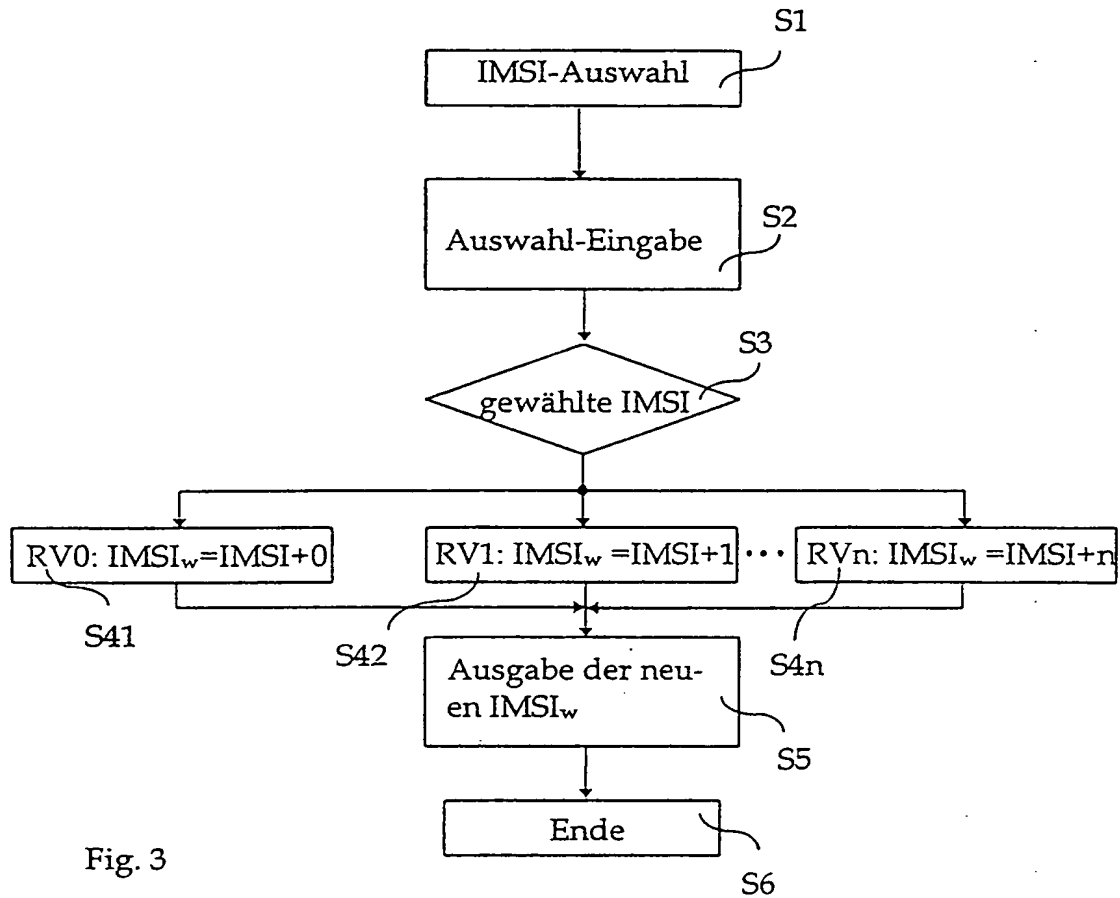 S1
IMSI-Auswahl
S2
Auswahl-Eingabe
S3
gewählte IMSI
RV0: IMSIw=IMSI+0
RV1: IMSIw =IMSI+1
...
RVn: IMSIw =IMSI+n
S41
S42
S4n
Ausgabe der neu-
en IMSIw
S5
Ende
Fig. 3
S6